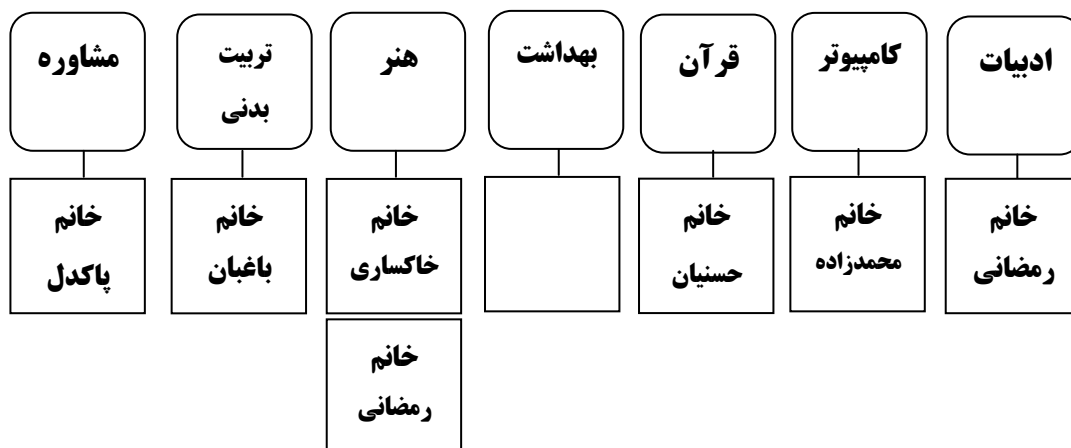 ادبیات
کامپیوتر
قرآن
بهداشت
هنر
تربیت
بدنی
مشاوره
خانم
رمضانی
خانم
محمدزاده
خانم
حسنیان
خانم
خاکساری
خانم
باغبان
خانم
پاکدل
خانم
رمضانی